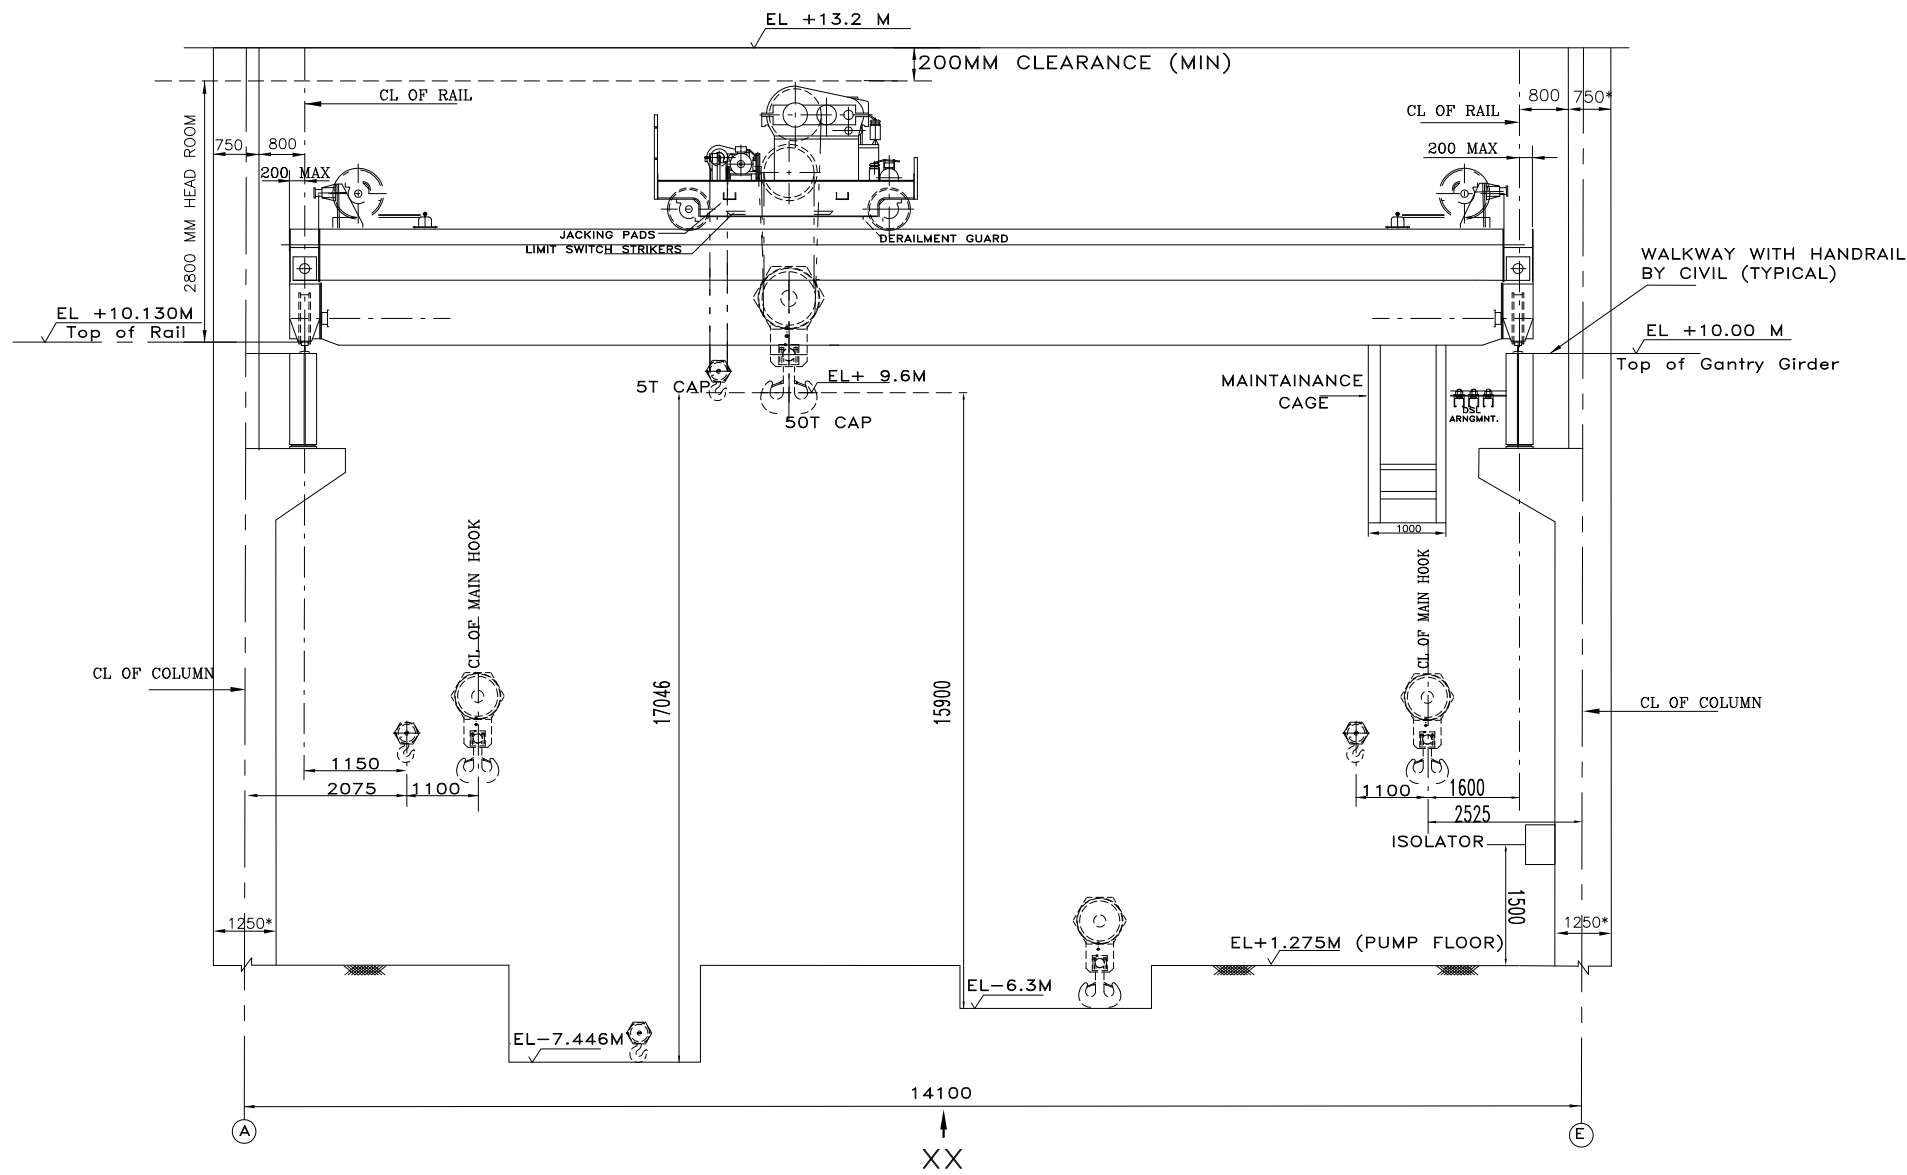 EL +13.2 M
200MM CLEARANCE (MIN)
CL OF RAIL
800
750*
CL OF RAIL
750
800
200 MAX
200 MAX
2800 MM HEAD ROOM
JACKING PADS
LIMIT SWITCH STRIKERS
DERAILMENT GUARD
WALKWAY WITH HANDRAIL
BY CIVIL (TYPICAL)
EL +10.130M
Top of Rail
EL +10.00 M
Top of Gantry Girder
5T CAP
EL+ 9.6M
50T CAP
MAINTAINANCE
CAGE
DSL
ARNGMNT.
1000
CL OF MAIN HOOK
CL OF MAIN HOOK
CL OF COLUMN
17046
15900
CL OF COLUMN
1150
2075
1100
1100
1600
2525
ISOLATOR
1500
1250*
1250*
EL+1.275M (PUMP FLOOR)
EL-6.3M
EL-7.446M
14100
A
E
XX